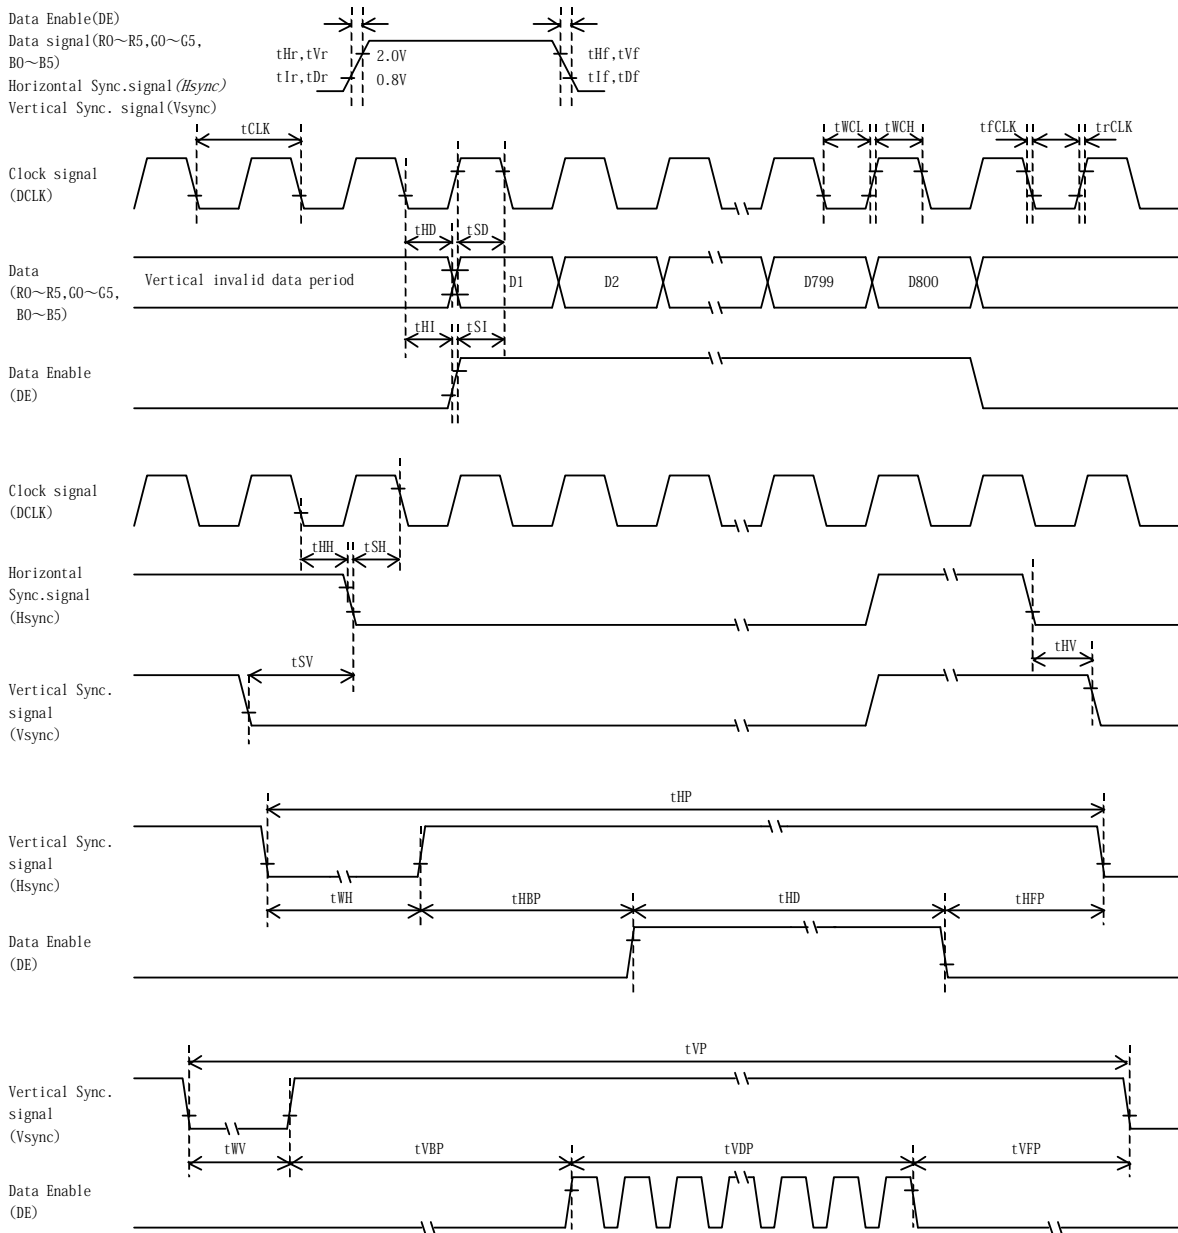 Data Enable(DE)
Data signal(R0～R5,G0～G5,
B0～B5)
Horizontal Sync.signal(Hsync)
Vertical Sync. signal(Vsync)
tHr,tVr
2.0V
tHf,tVf
tIr,tDr
0.8V
tIf,tDf
tCLK
tWCL
tWCH
tfCLK
trCLK
Clock signal
(DCLK)
tHD
tSD
Data
(R0～R5,G0～G5,
B0～B5)
Vertical invalid data period
D1
D2
D799
D800
tHI
tSI
Data Enable
(DE)
Clock signal
(DCLK)
tHH
tSH
Horizontal
Sync.signal
(Hsync)
tHV
tSV
Vertical Sync.
signal
(Vsync)
tHP
Vertical Sync.
signal
(Hsync)
tWH
tHBP
tHD
tHFP
Data Enable
(DE)
tVP
Vertical Sync.
signal
(Vsync)
tWV
tVBP
tVDP
tVFP
Data Enable
(DE)